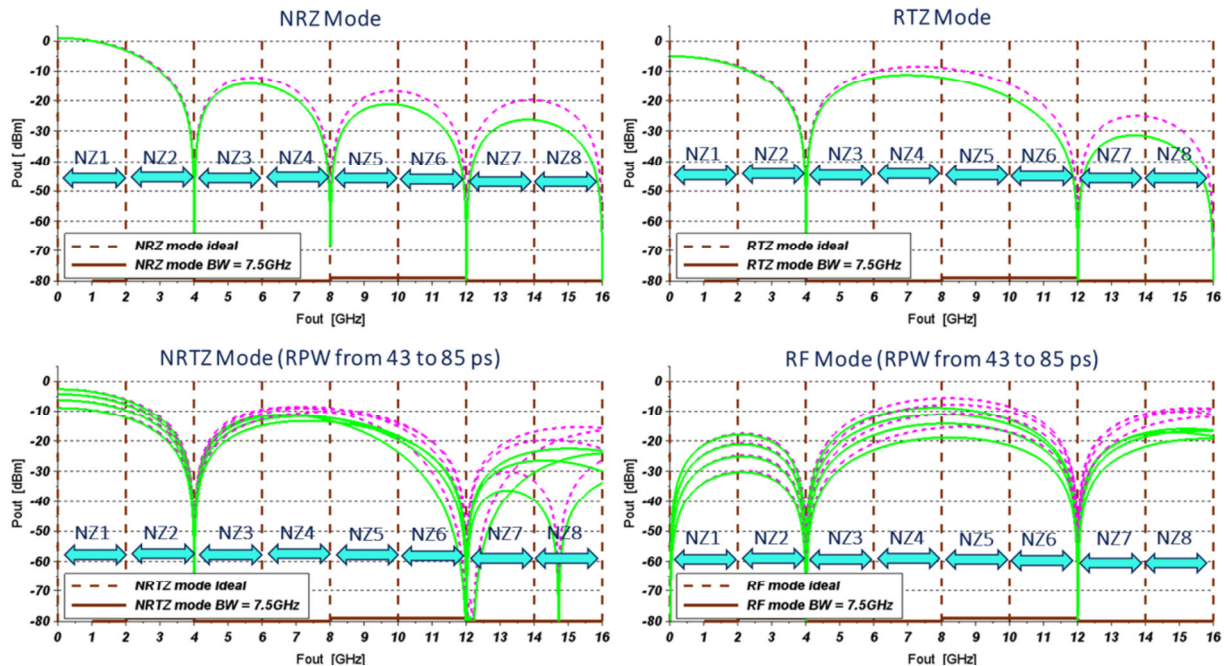 NRZ Mode
0
-10
-20
-30
-40
-50
-60
-70
-80
Pout [ dBm]
NZ1 NZ2 NZ3 NZ4 NZ5 NZ6 NZ7 NZ8
NRZ mode ideal
NRZ mode BW = 7.5GHz
0 1 2 3 4 5 6 7 8 9 10 11 12 13 14 15 16
Fout [GHz]
RTZ Mode
0
-10
-20
-30
-40
-50
-60
-70
-80
Pout [dBm]
NZ1 NZ2 NZ3 NZ4 NZ5 NZ6 NZ7 NZ8
RTZ mode ideal
RTZ mode BW = 7.5GHz
0 1 2 3 4 5 6 7 8 9 10 11 12 13 14 15 16
Fout [GHz]
NRTZ Mode (RPW from 43 to 85 ps)
0
-10
-20
-30
-40
-50
-60
-70
-80
Pout [dBm]
NZ1 NZ2 NZ3 NZ4 NZ5 NZ6 NZ7 NZ8
NRTZ mode ideal
NRTZ mode BW = 7.5GHz
0 1 2 3 4 5 6 7 8 9 10 11 12 13 14 15 16
Fout [GHz]
RF Mode (RPW from 43 to 85 ps)
0
-10
-20
-30
-40
-50
-60
-70
-80
Pout [dBm]
NZ1 NZ2 NZ3 NZ4 NZ5 NZ6 NZ7 NZ8
RF mode ideal
RF mode BW = 7.5GHz
0 1 2 3 4 5 6 7 8 9 10 11 12 13 14 15 16
Fout [GHz]